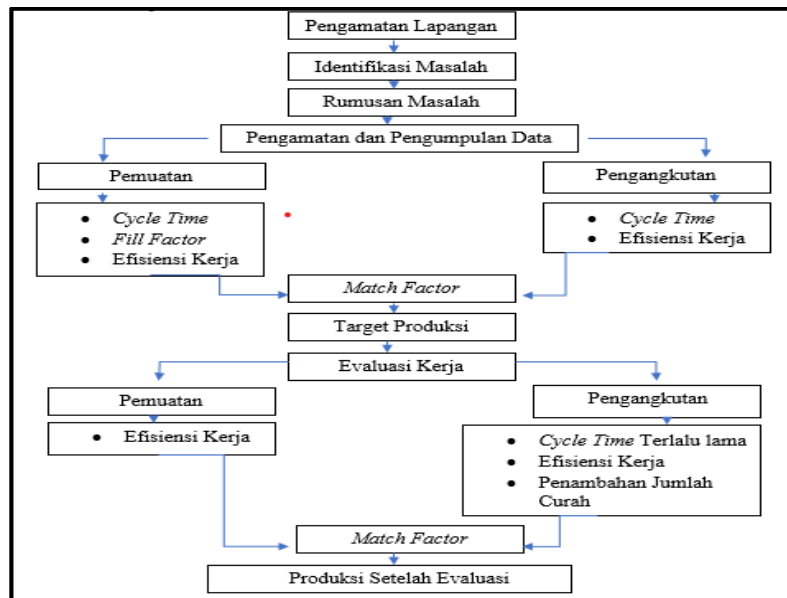 Pengamatan Lapangan
Identifikasi Masalah
Rumusan Masalah
Pengamatan dan Pengumpulan Data
Pemuatan
Pengangkutan
• Cycle Time
• Fill Factor
• Efisiensi Kerja
• Cycle Time
• Efisiensi Kerja
Match Factor
Target Produksi
Evaluasi Kerja
Pemuatan
Pengangkutan
• Efisiensi Kerja
• Cycle Time Terlalu lama
• Efisiensi Kerja
• Penambahan Jumlah
Curah
Match Factor
Produksi Setelah Evaluasi